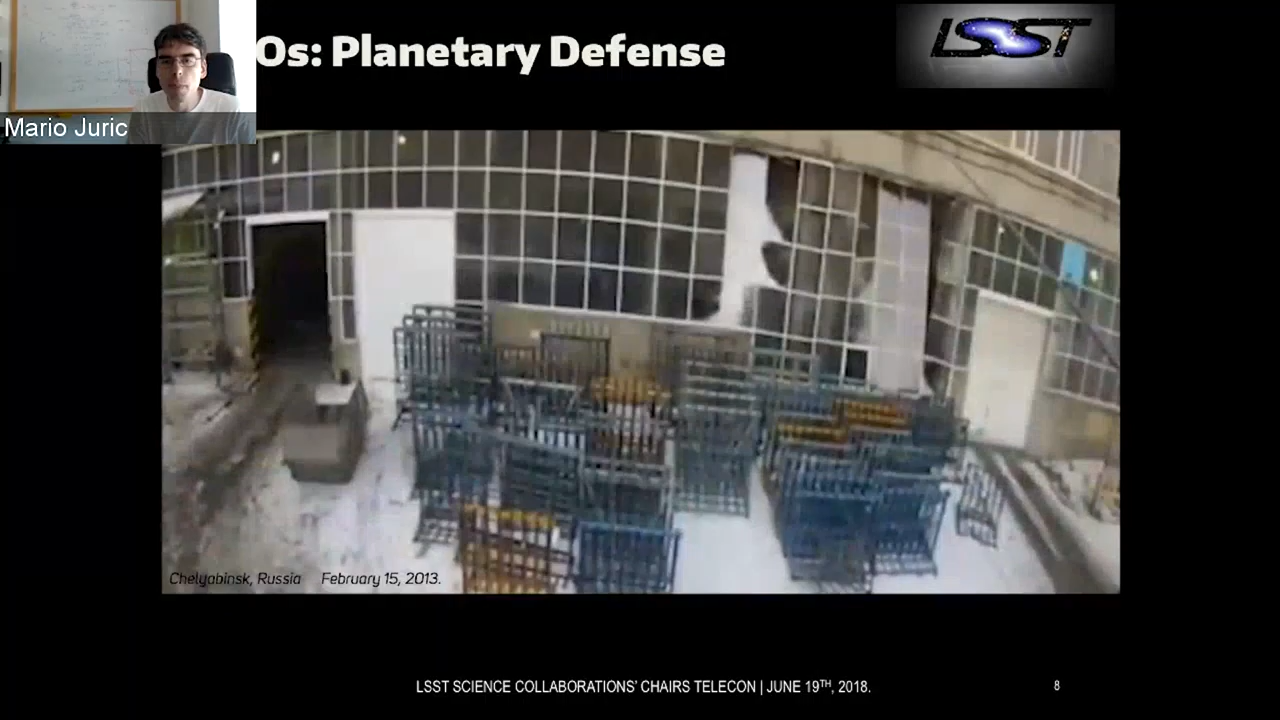 Os: Planetary Defense
LSST
Mario Juric
Chelyabinsk, Russia February 15, 2013.
LSST SCIENCE COLLABORATIONS' CHAIRS TELECON | JUNE 19TH, 2018.
8